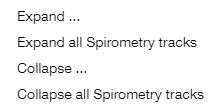 Expand ...
Expand all Spirometry tracks
Collapse ...
Collapse all Spirometry tracks